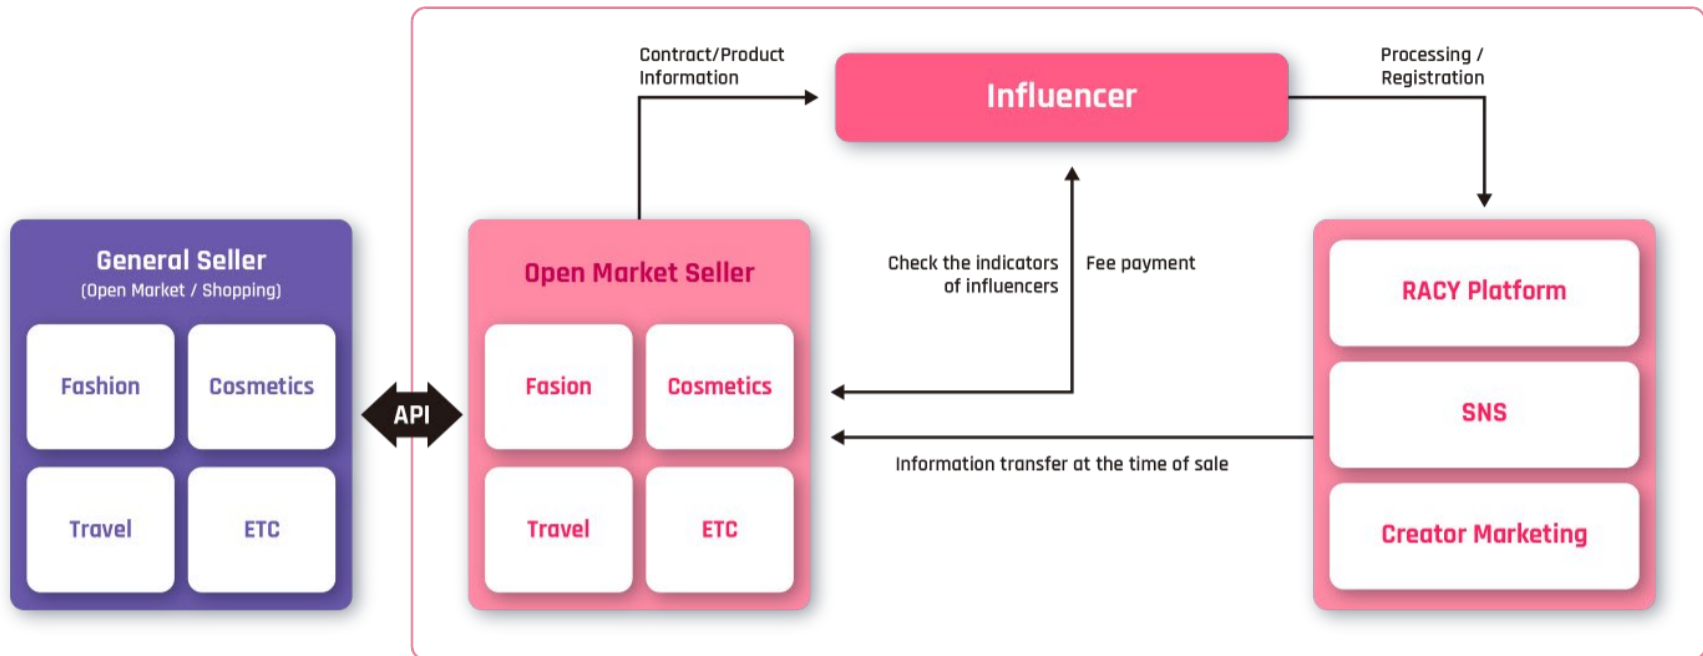 Contract/Product
Information
Influencer
Processing /
Registration
General Seller
(Open Market / Shopping)
Fashion
Cosmetics
Travel
ETC
API
Open Market Seller
Fasion
Cosmetics
Travel
ETC
Check the indicators
of influencers
Fee payment
Information transfer at the time of sale
RACY Platform
SNS
Creator Marketing